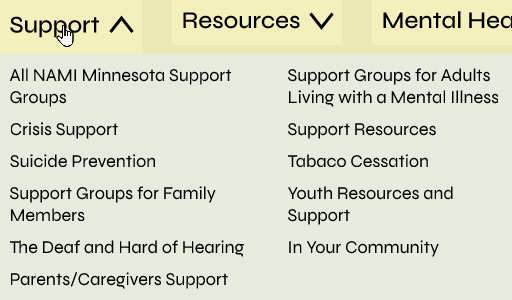 Support
Resources
Mental Hea
All NAMI Minnesota Support
Groups
Crisis Support
Suicide Prevention
Support Groups for Family
Members
The Deaf and Hard of Hearing
Parents/Caregivers Support
Support Groups for Adults
Living with a Mental Illness
Support Resources
Tabaco Cessation
Youth Resources and
Support
In Your Community